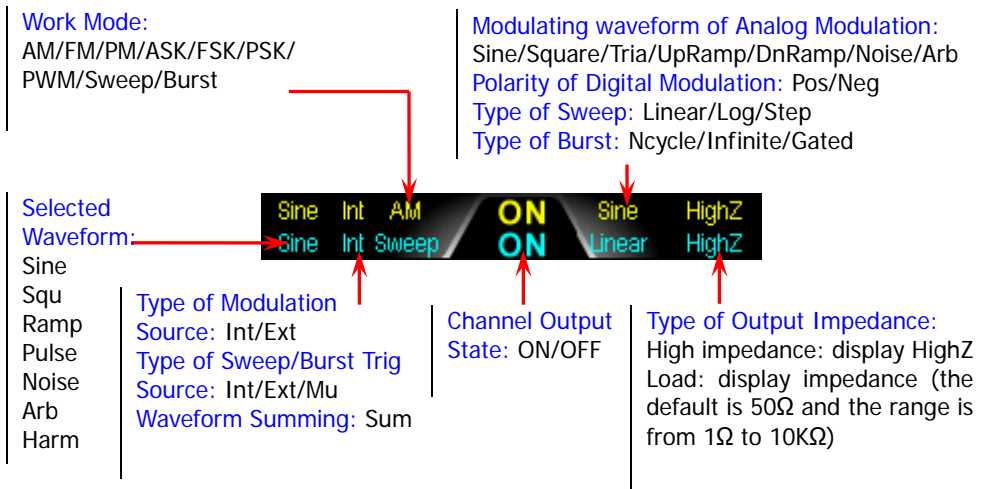 Work Mode:
AM/FM/PM/ASK/FSK/PSK/
PWM/Sweep/Burst
Modulating waveform of Analog Modulation:
Sine/Square/Tria/UpRamp/DnRamp/Noise/Arb
Polarity of Digital Modulation: Pos/Neg
Type of Sweep: Linear/Log/Step
Type of Burst: Ncycle/Infinite/Gated
Selected
Waveform:
Sine
Squ
Ramp
Pulse
Noise
Arb
Harm
Sine Int AM ON Sine HighZ
Sine Int Sweep ON Linear HighZ
Type of Modulation
Source: Int/Ext
Type of Sweep/Burst Trig
Source: Int/Ext/Mu
Waveform Summing: Sum
Channel Output
State: ON/OFF
Type of Output Impedance:
High impedance: display HighZ
Load: display impedance (the
default is 50Ω and the range is
from 1Ω to 10KΩ)